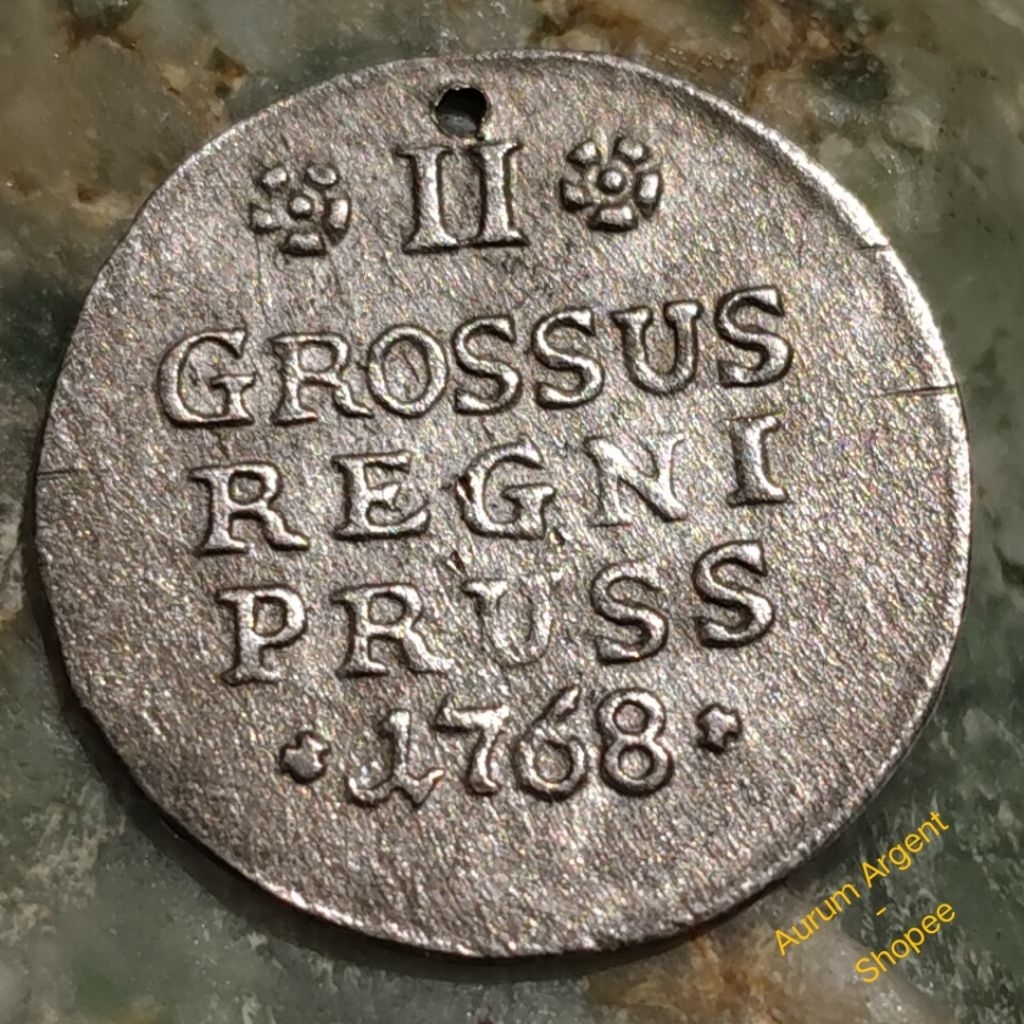 II
GROSSUS
REGNI
PRUSS
1768
Aurum Argent
-
Shopee